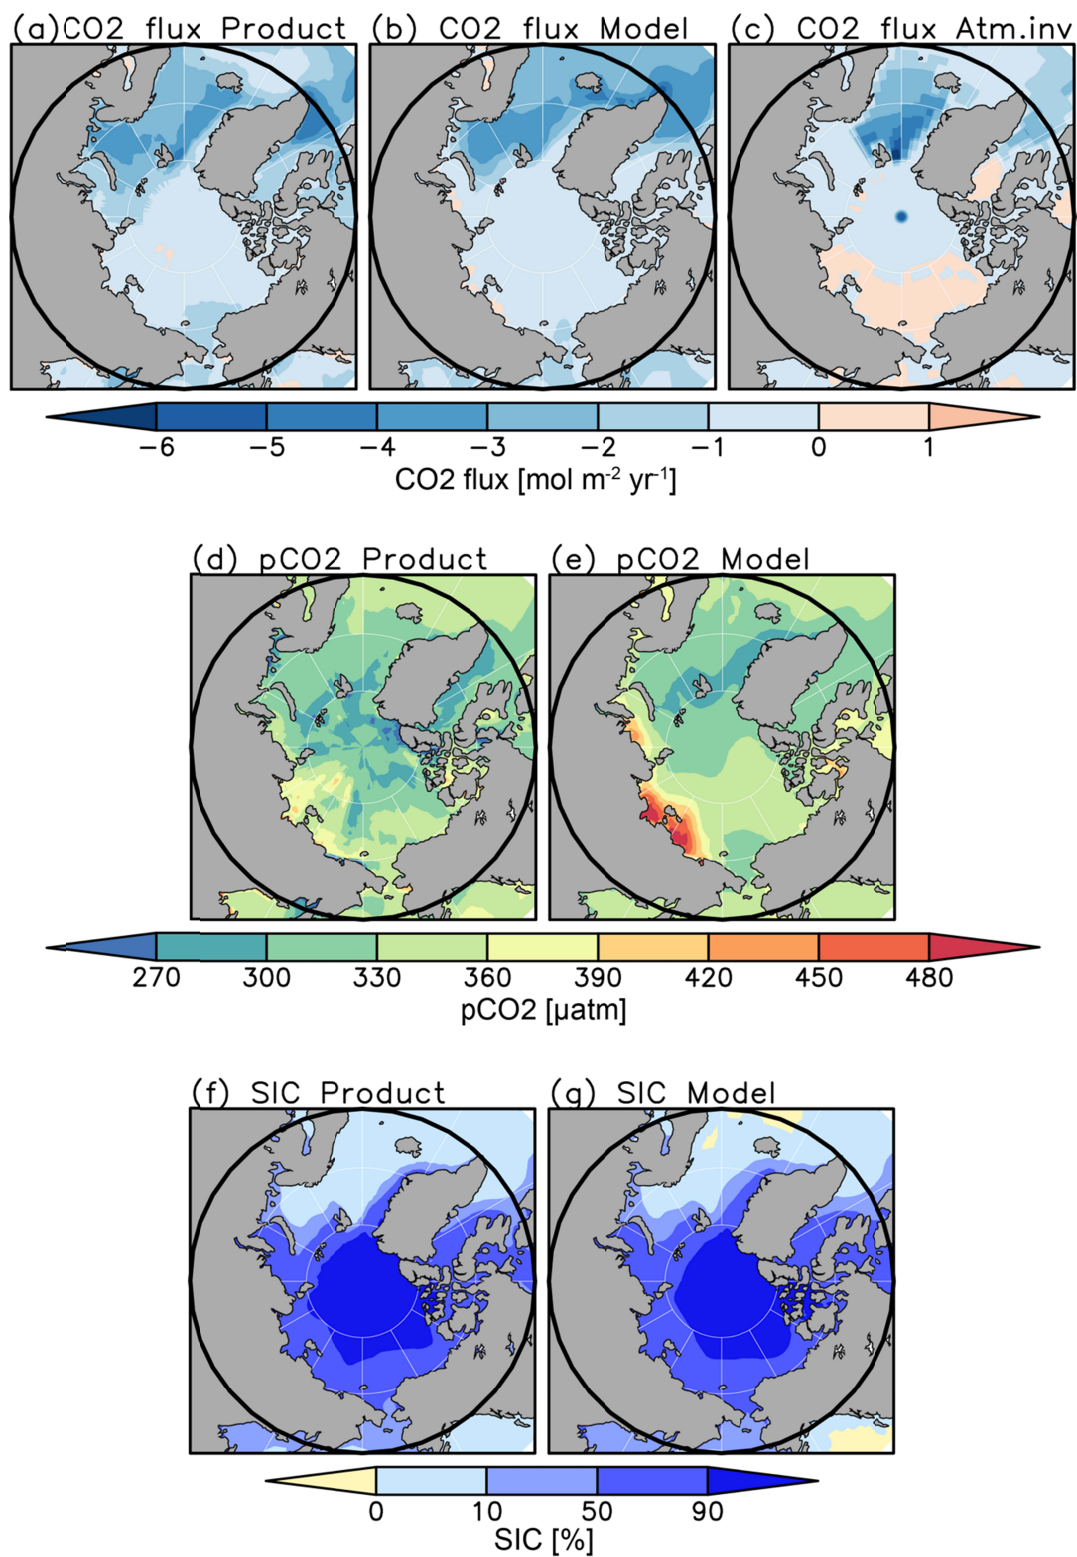 (a) CO2 flux Product (b) CO2 flux Model (c) CO2 flux Atm.inv
−6 −5 −4 −3 −2 −1 0 1
CO2 flux [mol m⁻² yr⁻¹]
(d) pCO2 Product (e) pCO2 Model
270 300 330 360 390 420 450 480
pCO2 [µatm]
(f) SIC Product (g) SIC Model
0 10 50 90
SIC [%]